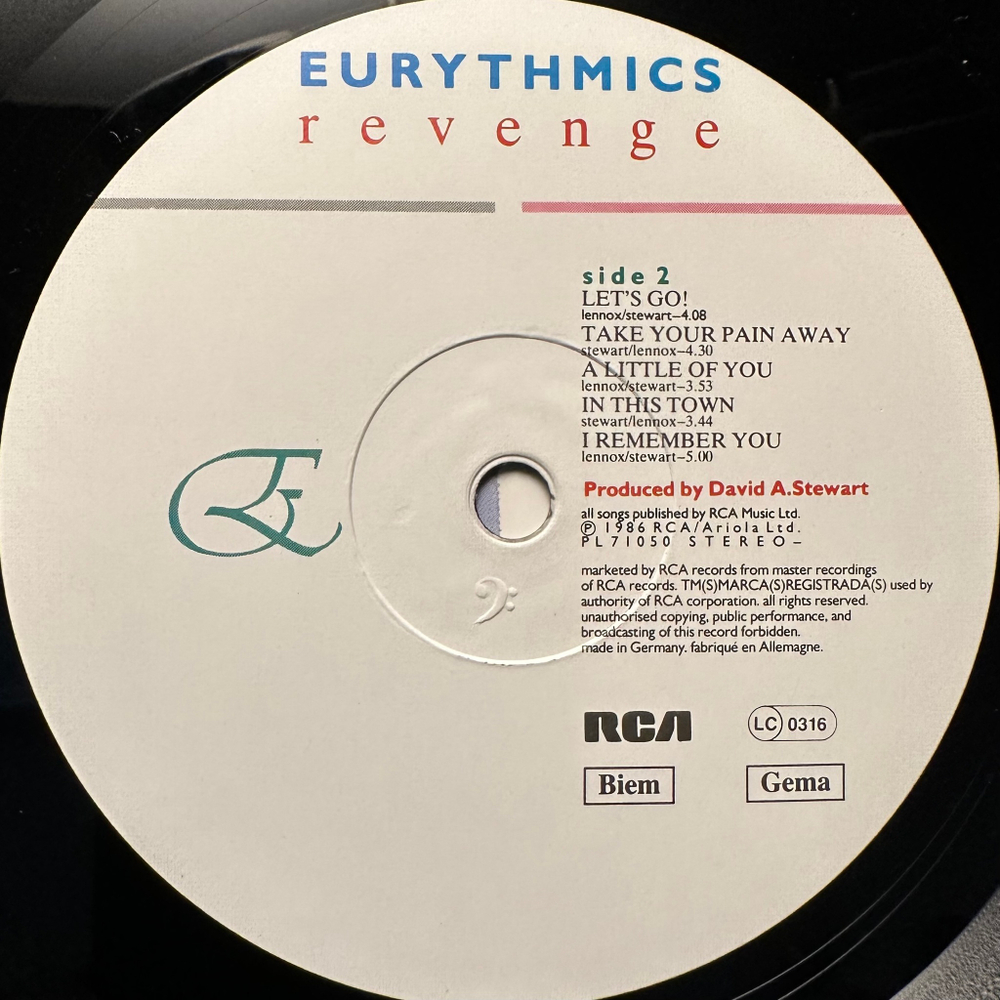 EURYTHMICS
revenge
side 2
LET'S GO!
lennox/stewart–4.08
TAKE YOUR PAIN AWAY
stewart/lennox–4.30
A LITTLE OF YOU
lennox/stewart–3.53
IN THIS TOWN
stewart/lennox–3.44
I REMEMBER YOU
lennox/stewart–5.00
Produced by David A.Stewart
all songs published by RCA Music Ltd.
℗ 1986 RCA/Ariola Ltd.
PL71050 STEREO–
marketed by RCA records from master recordings
of RCA records. TM(S)MARCA(S)REGISTRADA(S) used by
authority of RCA corporation. all rights reserved.
unauthorised copying, public performance, and
broadcasting of this record forbidden.
made in Germany. fabriqué en Allemagne.
RCA LC 0316
Biem Gema